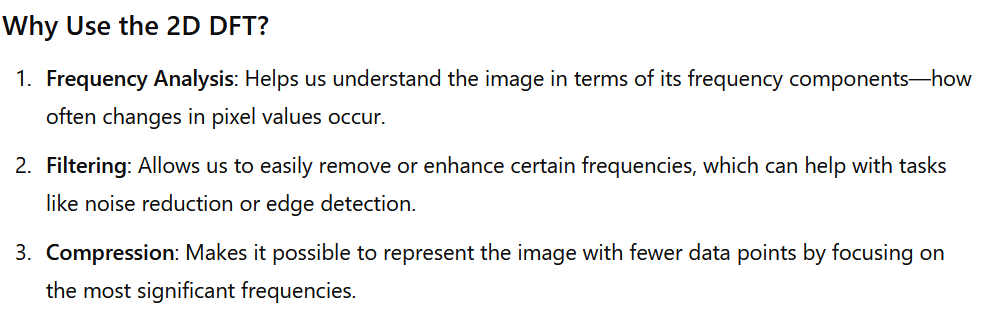 Why Use the 2D DFT?
1. Frequency Analysis: Helps us understand the image in terms of its frequency components—how
often changes in pixel values occur.
2. Filtering: Allows us to easily remove or enhance certain frequencies, which can help with tasks
like noise reduction or edge detection.
3. Compression: Makes it possible to represent the image with fewer data points by focusing on
the most significant frequencies.